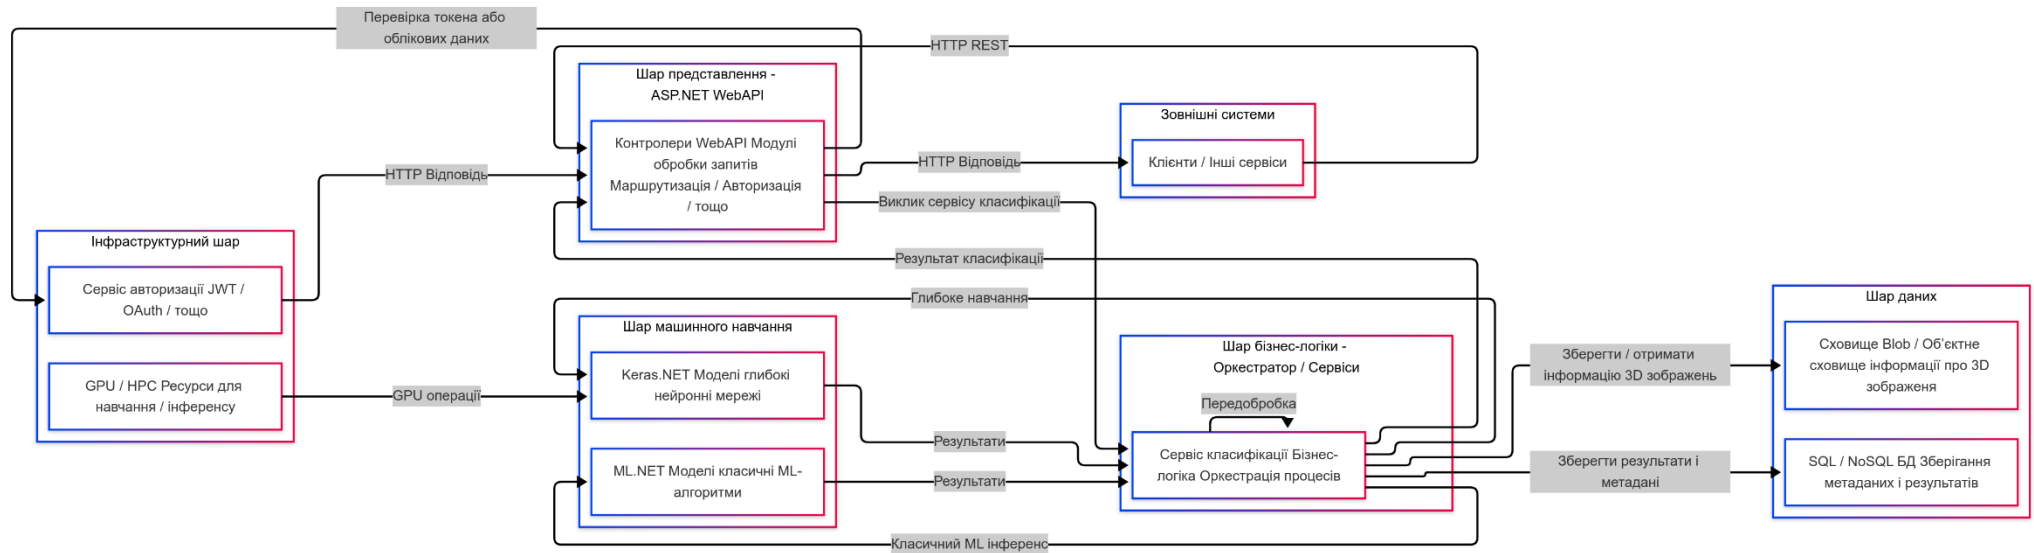 Перевірка токена або
облікових даних
HTTP REST
Шар представлення -
ASP.NET WebAPI
Контролери WebAPI Модулі
обробки запитів
Маршрутизація / Авторизація
/ тощо
Зовнішні системи
Клієнти / Інші сервіси
HTTP Відповідь
HTTP Відповідь
Виклик сервісу класифікації
Інфраструктурний шар
Сервіс авторизації JWT /
OAuth / тощо
GPU / HPC Ресурси для
навчання / інференсу
Результат класифікації
Глибоке навчання
GPU операції
Шар машинного навчання
Keras.NET Моделі глибокі
нейронні мережі
ML.NET Моделі класичні ML-
алгоритми
Результати
Результати
Класичний ML інференс
Шар бізнес-логіки -
Оркестратор / Сервіси
Передобробка
Сервіс класифікації Бізнес-
логіка Оркестрація процесів
Зберегти / отримати
інформацію 3D зображень
Зберегти результати і
метадані
Шар даних
Сховище Blob / Об'єктне
сховище інформації про 3D
зображеня
SQL / NoSQL БД Зберігання
метаданих і результатів